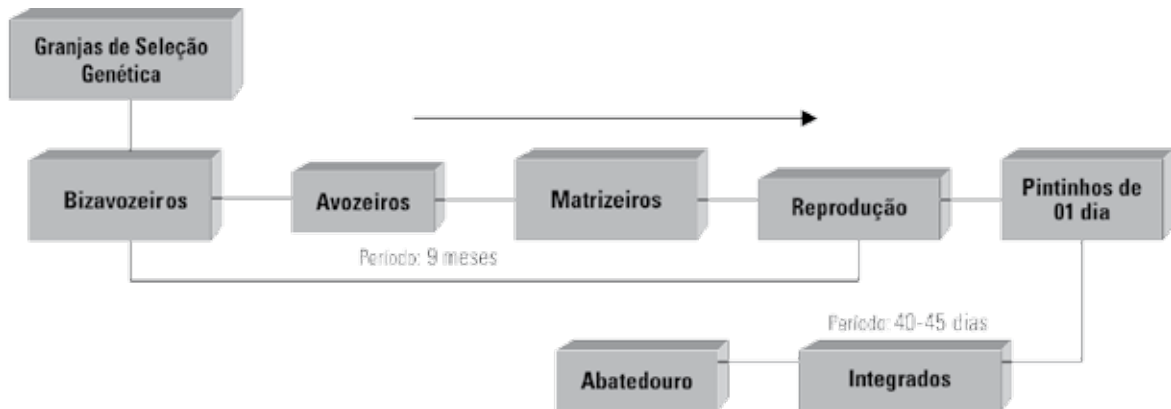 Granjas de Seleção
Genética
Bizavozeiros
Avozeiros
Matrizeiros
Reprodução
Pintinhos de
01 dia
Período: 9 meses
Período: 40-45 dias
Abatedouro
Integrados